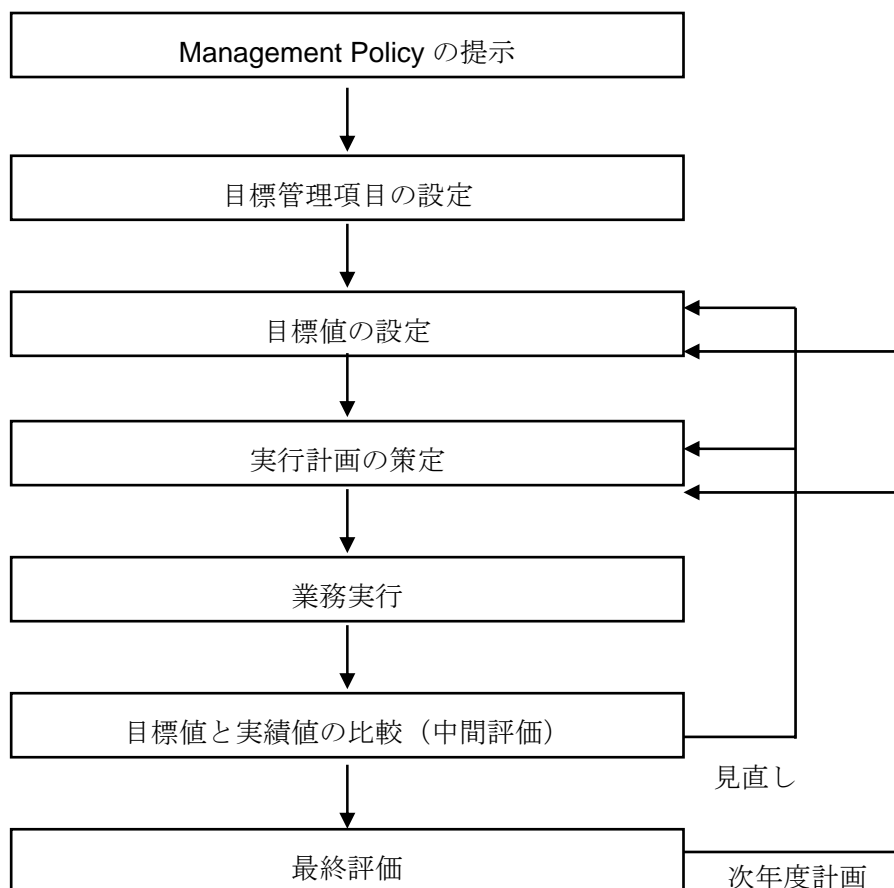 Management Policy の提示
目標管理項目の設定
目標値の設定
実行計画の策定
業務実行
目標値と実績値の比較（中間評価）
見直し
最終評価
次年度計画